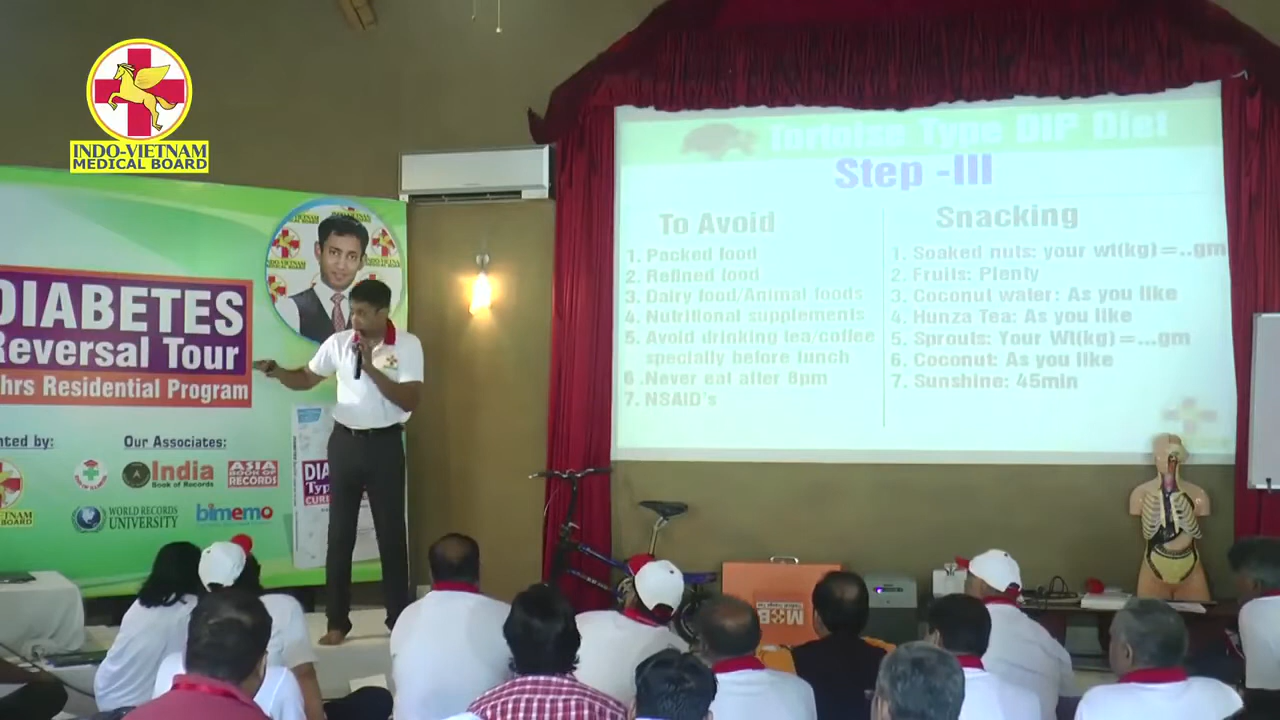 INDO-VIETNAM
MEDICAL BOARD
DIABETES
Reversal Tour
hrs Residential Program
nted by:
Our Associates:
India
Book of Records
ASIA
BOOK OF
RECORDS
WORLD RECORDS
UNIVERSITY
bimemo
VIETNAM
BOARD
DIA
Typ
CURE
Type DIP Diet
Step -III
To Avoid
1. Packed food
2. Refined food
3. Dairy food/Animal foods
4. Nutritional supplements
5. Avoid drinking tea/coffee
specially before lunch
6 .Never eat after 8pm
7. NSAID's
Snacking
1. Soaked nuts: your wt(kg)=..gm
2. Fruits: Plenty
3. Coconut water: As you like
4. Hunza Tea: As you like
5. Sprouts: Your Wt(kg)=...gm
6. Coconut: As you like
7. Sunshine: 45min